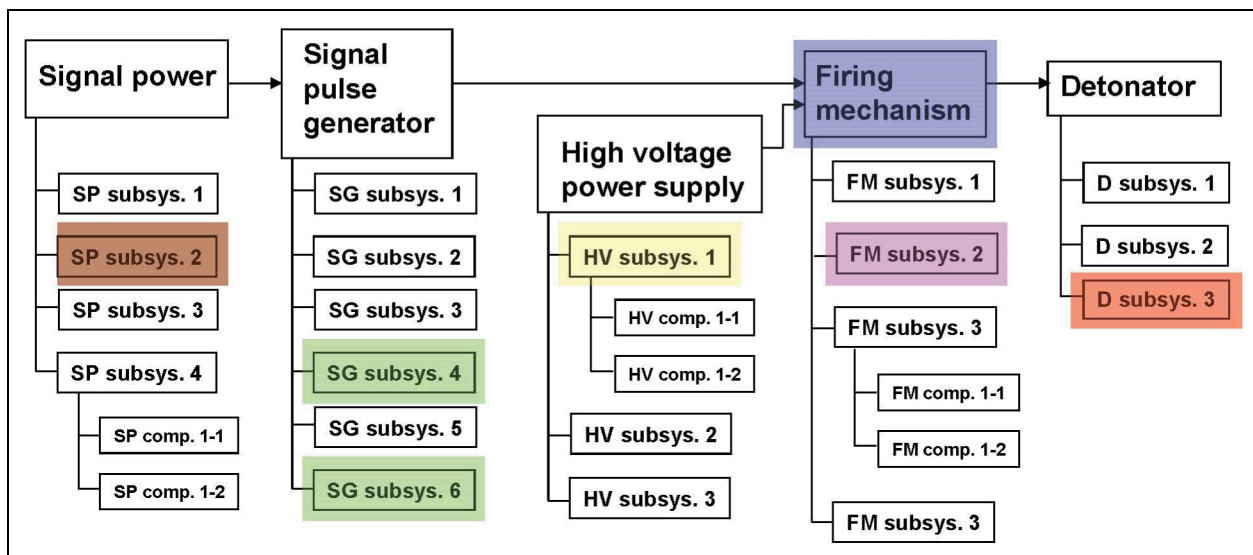 Signal power
SP subsys. 1
SP subsys. 2
SP subsys. 3
SP subsys. 4
SP comp. 1-1
SP comp. 1-2
Signal
pulse
generator
SG subsys. 1
SG subsys. 2
SG subsys. 3
SG subsys. 4
SG subsys. 5
SG subsys. 6
High voltage
power supply
HV subsys. 1
HV comp. 1-1
HV comp. 1-2
HV subsys. 2
HV subsys. 3
Firing
mechanism
FM subsys. 1
FM subsys. 2
FM subsys. 3
FM comp. 1-1
FM comp. 1-2
FM subsys. 3
Detonator
D subsys. 1
D subsys. 2
D subsys. 3